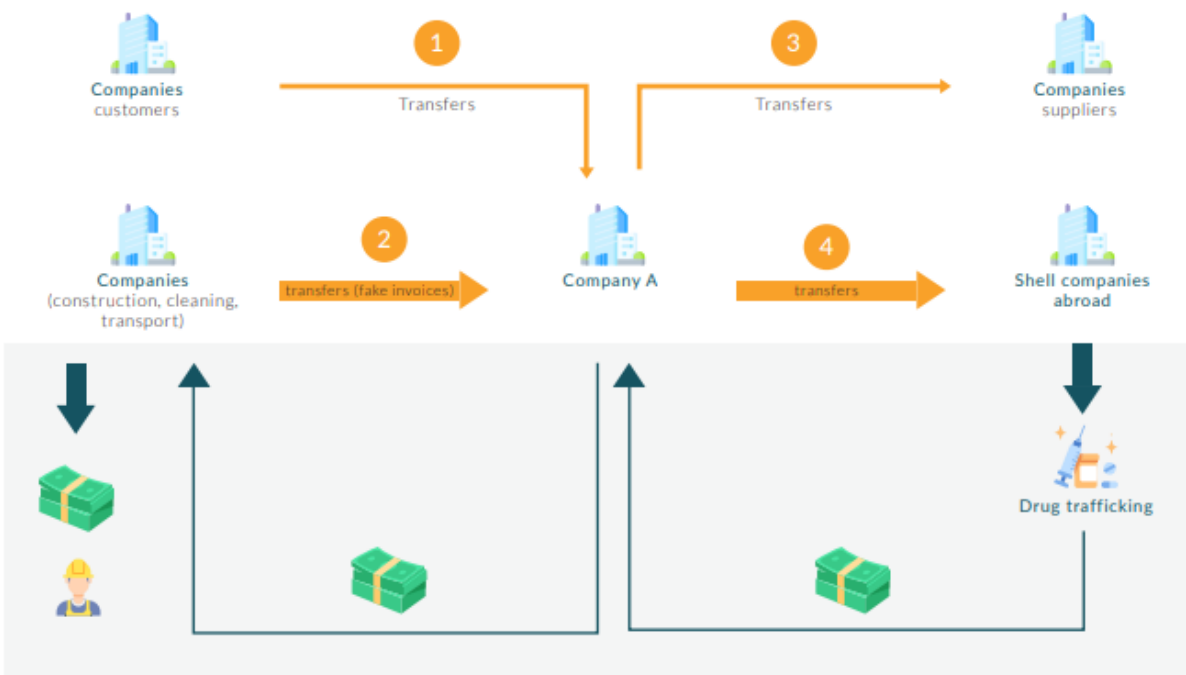 1
3
Companies
customers
Transfers
Transfers
Companies
suppliers
2
4
Companies
(construction, cleaning,
transport)
transfers (fake invoices)
Company A
transfers
Shell companies
abroad
Drug trafficking